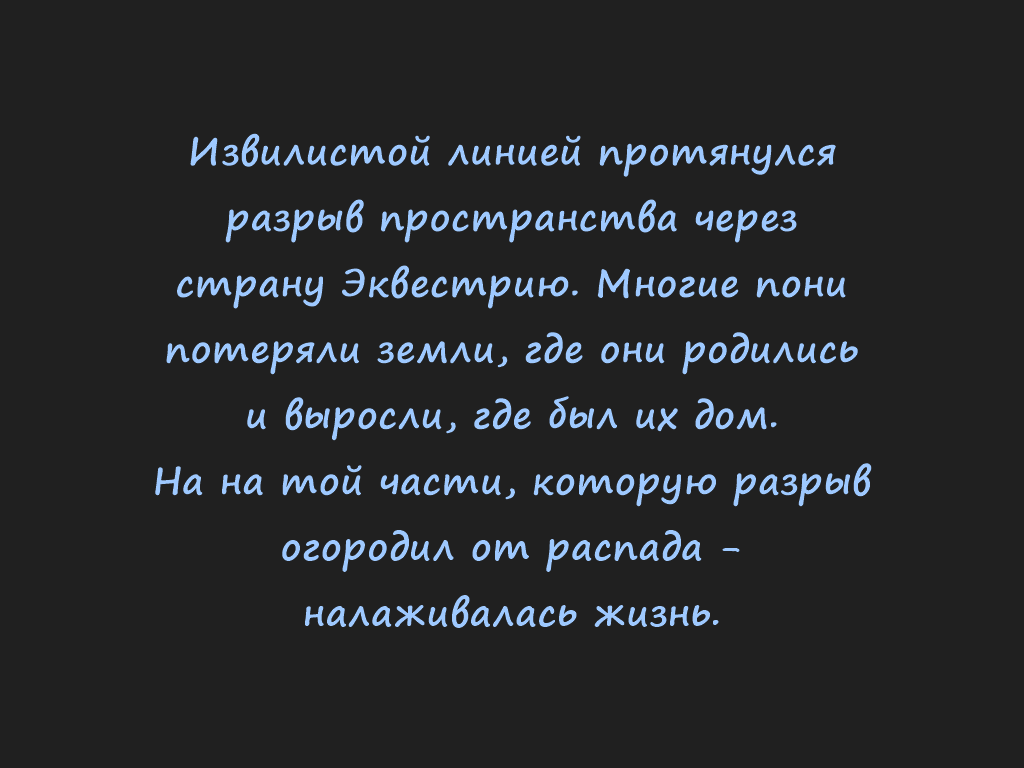 Извилистой линией протянулся
разрыв пространства через
страну Эквестрию. Многие пони
потеряли земли, где они родились
и выросли, где был их дом.
На на той части, которую разрыв
огородил от распада -
налаживалась жизнь.